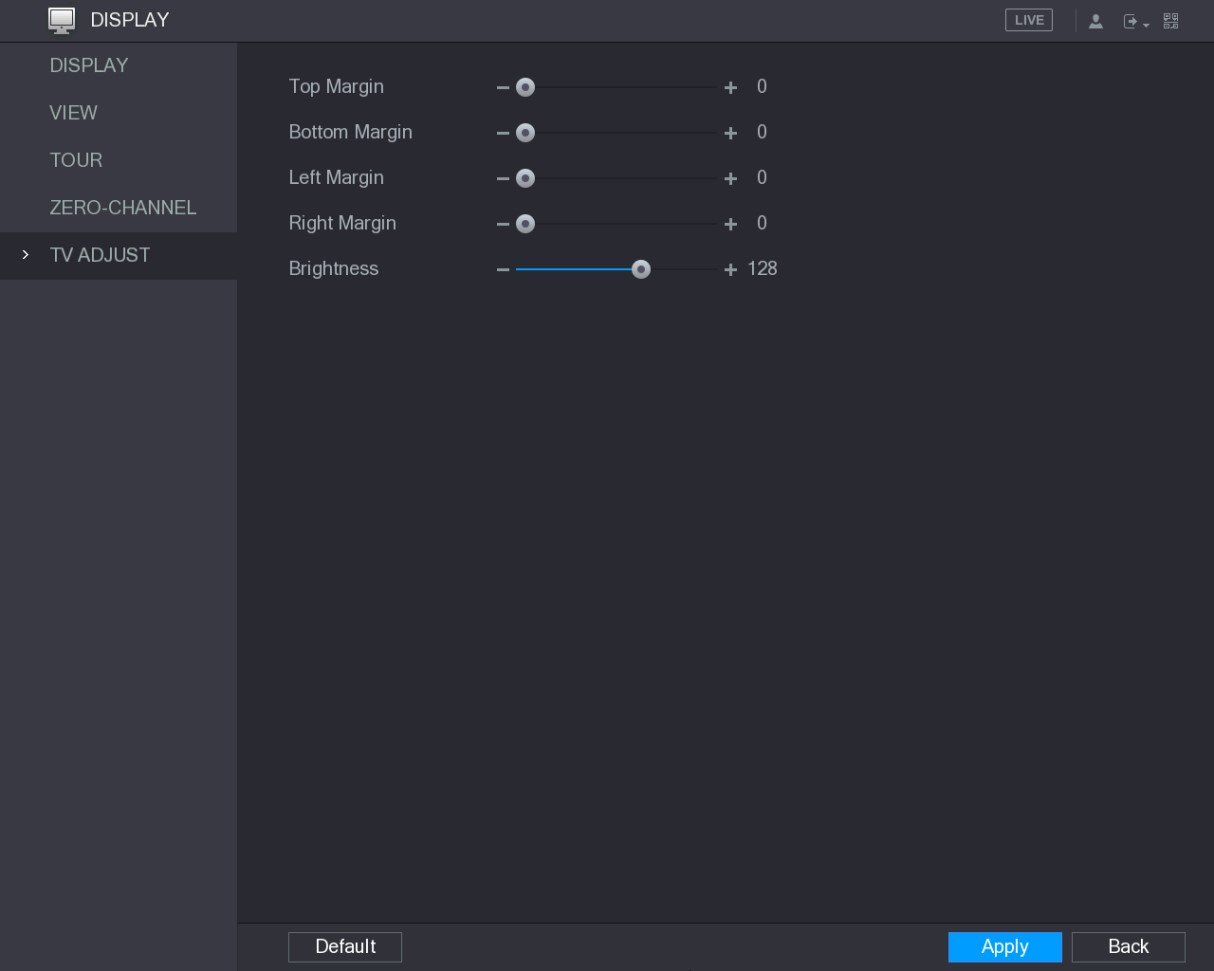 DISPLAY
LIVE
DISPLAY
VIEW
TOUR
ZERO-CHANNEL
TV ADJUST
Top Margin 0
Bottom Margin 0
Left Margin 0
Right Margin 0
Brightness 128
Default
Apply
Back